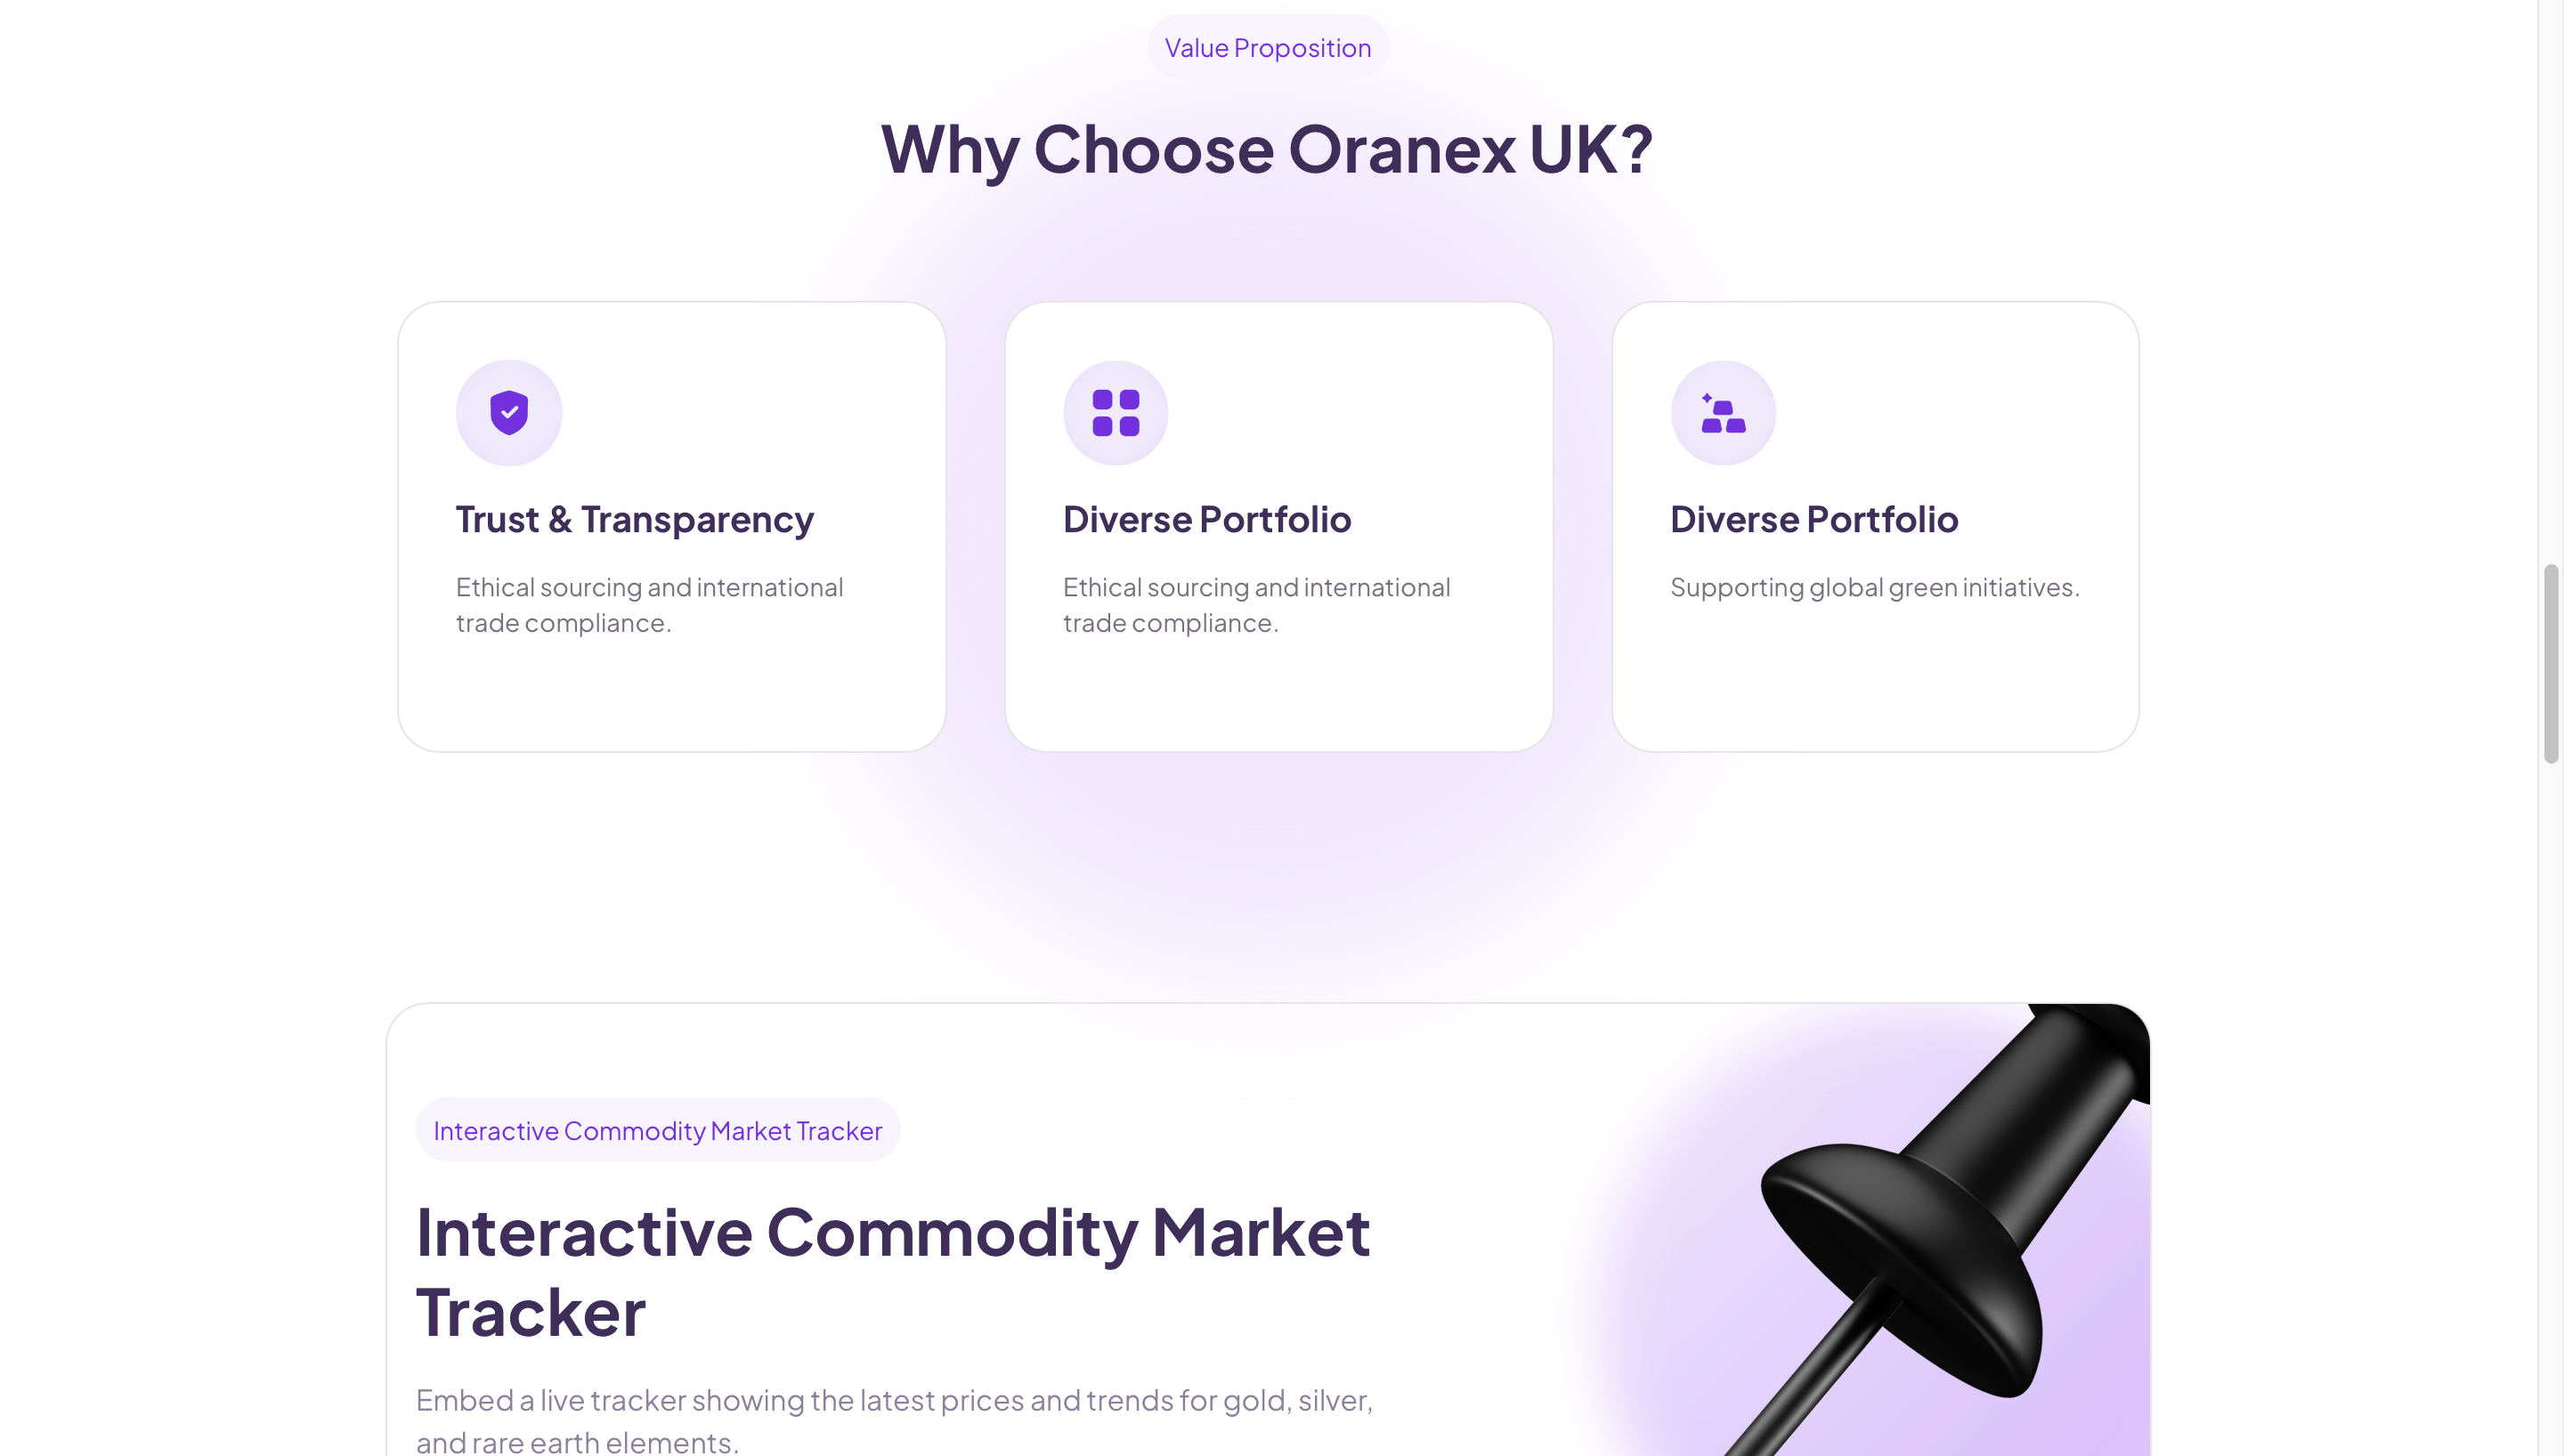 Value Proposition
Why Choose Oranex UK?
Trust & Transparency
Ethical sourcing and international
trade compliance.
Diverse Portfolio
Ethical sourcing and international
trade compliance.
Diverse Portfolio
Supporting global green initiatives.
Interactive Commodity Market Tracker
Interactive Commodity Market
Tracker
Embed a live tracker showing the latest prices and trends for gold, silver,
and rare earth elements.